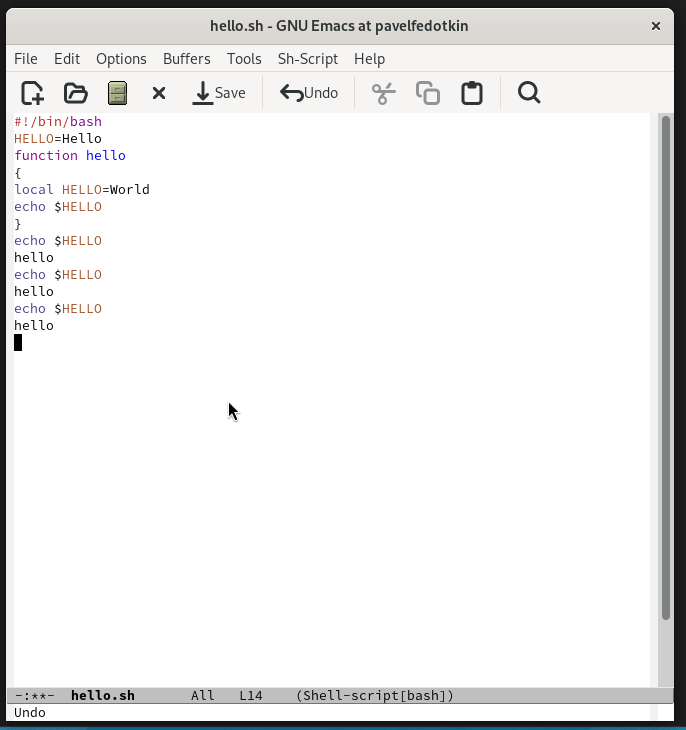 hello.sh - GNU Emacs at pavelfedotkin
File Edit Options Buffers Tools Sh-Script Help
Save Undo
#!/bin/bash
HELLO=Hello
function hello
{
local HELLO=World
echo $HELLO
}
echo $HELLO
hello
echo $HELLO
hello
echo $HELLO
hello
-:**- hello.sh All L14 (Shell-script[bash])
Undo